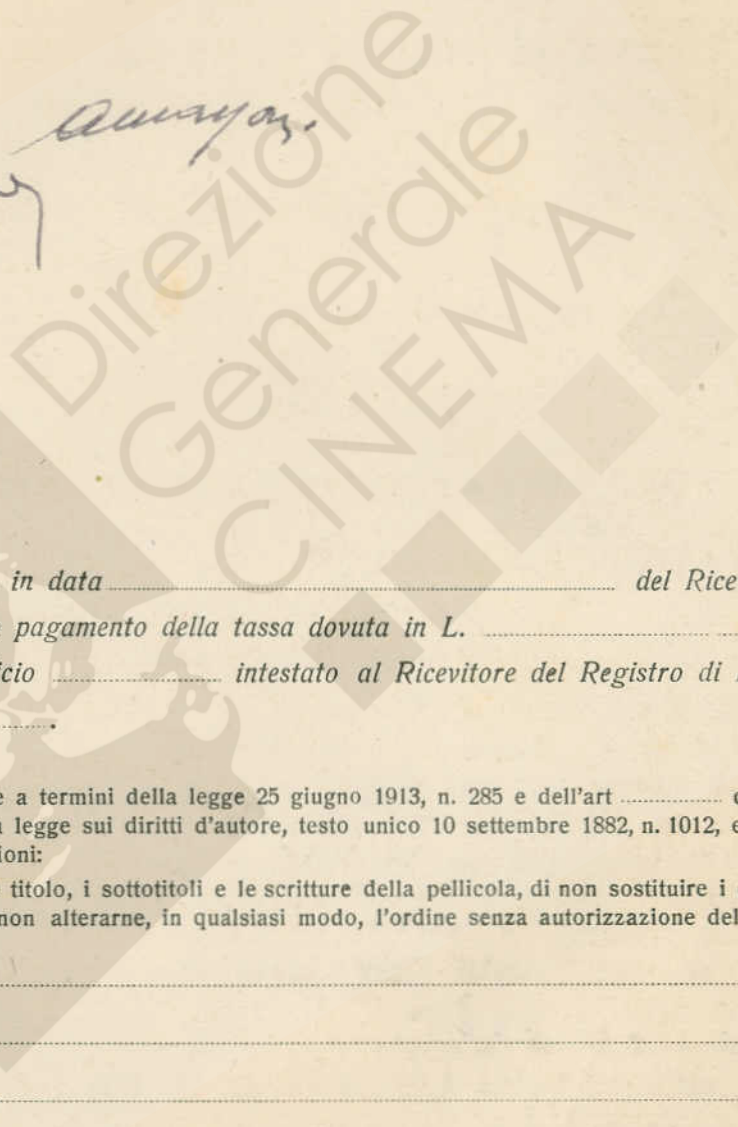 Direzione
Generale
CINEMA
in data ........ del Rice
pagamento della tassa dovuta in L. ........
icio ........ intestato al Ricevitore del Registro di
........ .
e a termini della legge 25 giugno 1913, n. 285 e dell'art ........
legge sui diritti d'autore, testo unico 10 settembre 1882, n. 1012, e
ioni:
titolo, i sottotitoli e le scritture della pellicola, di non sostituire i
non alterarne, in qualsiasi modo, l'ordine senza autorizzazione del